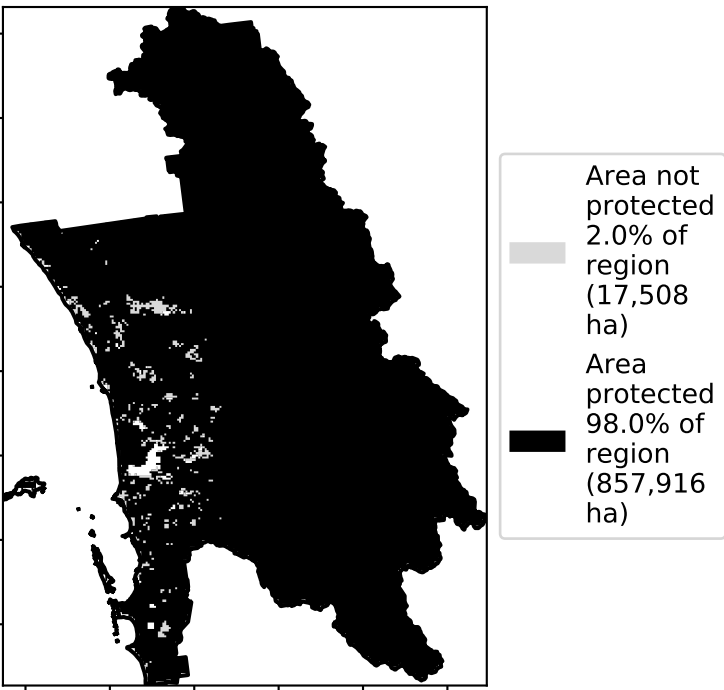 Area not
protected
2.0% of
region
(17,508
ha)
Area
protected
98.0% of
region
(857,916
ha)